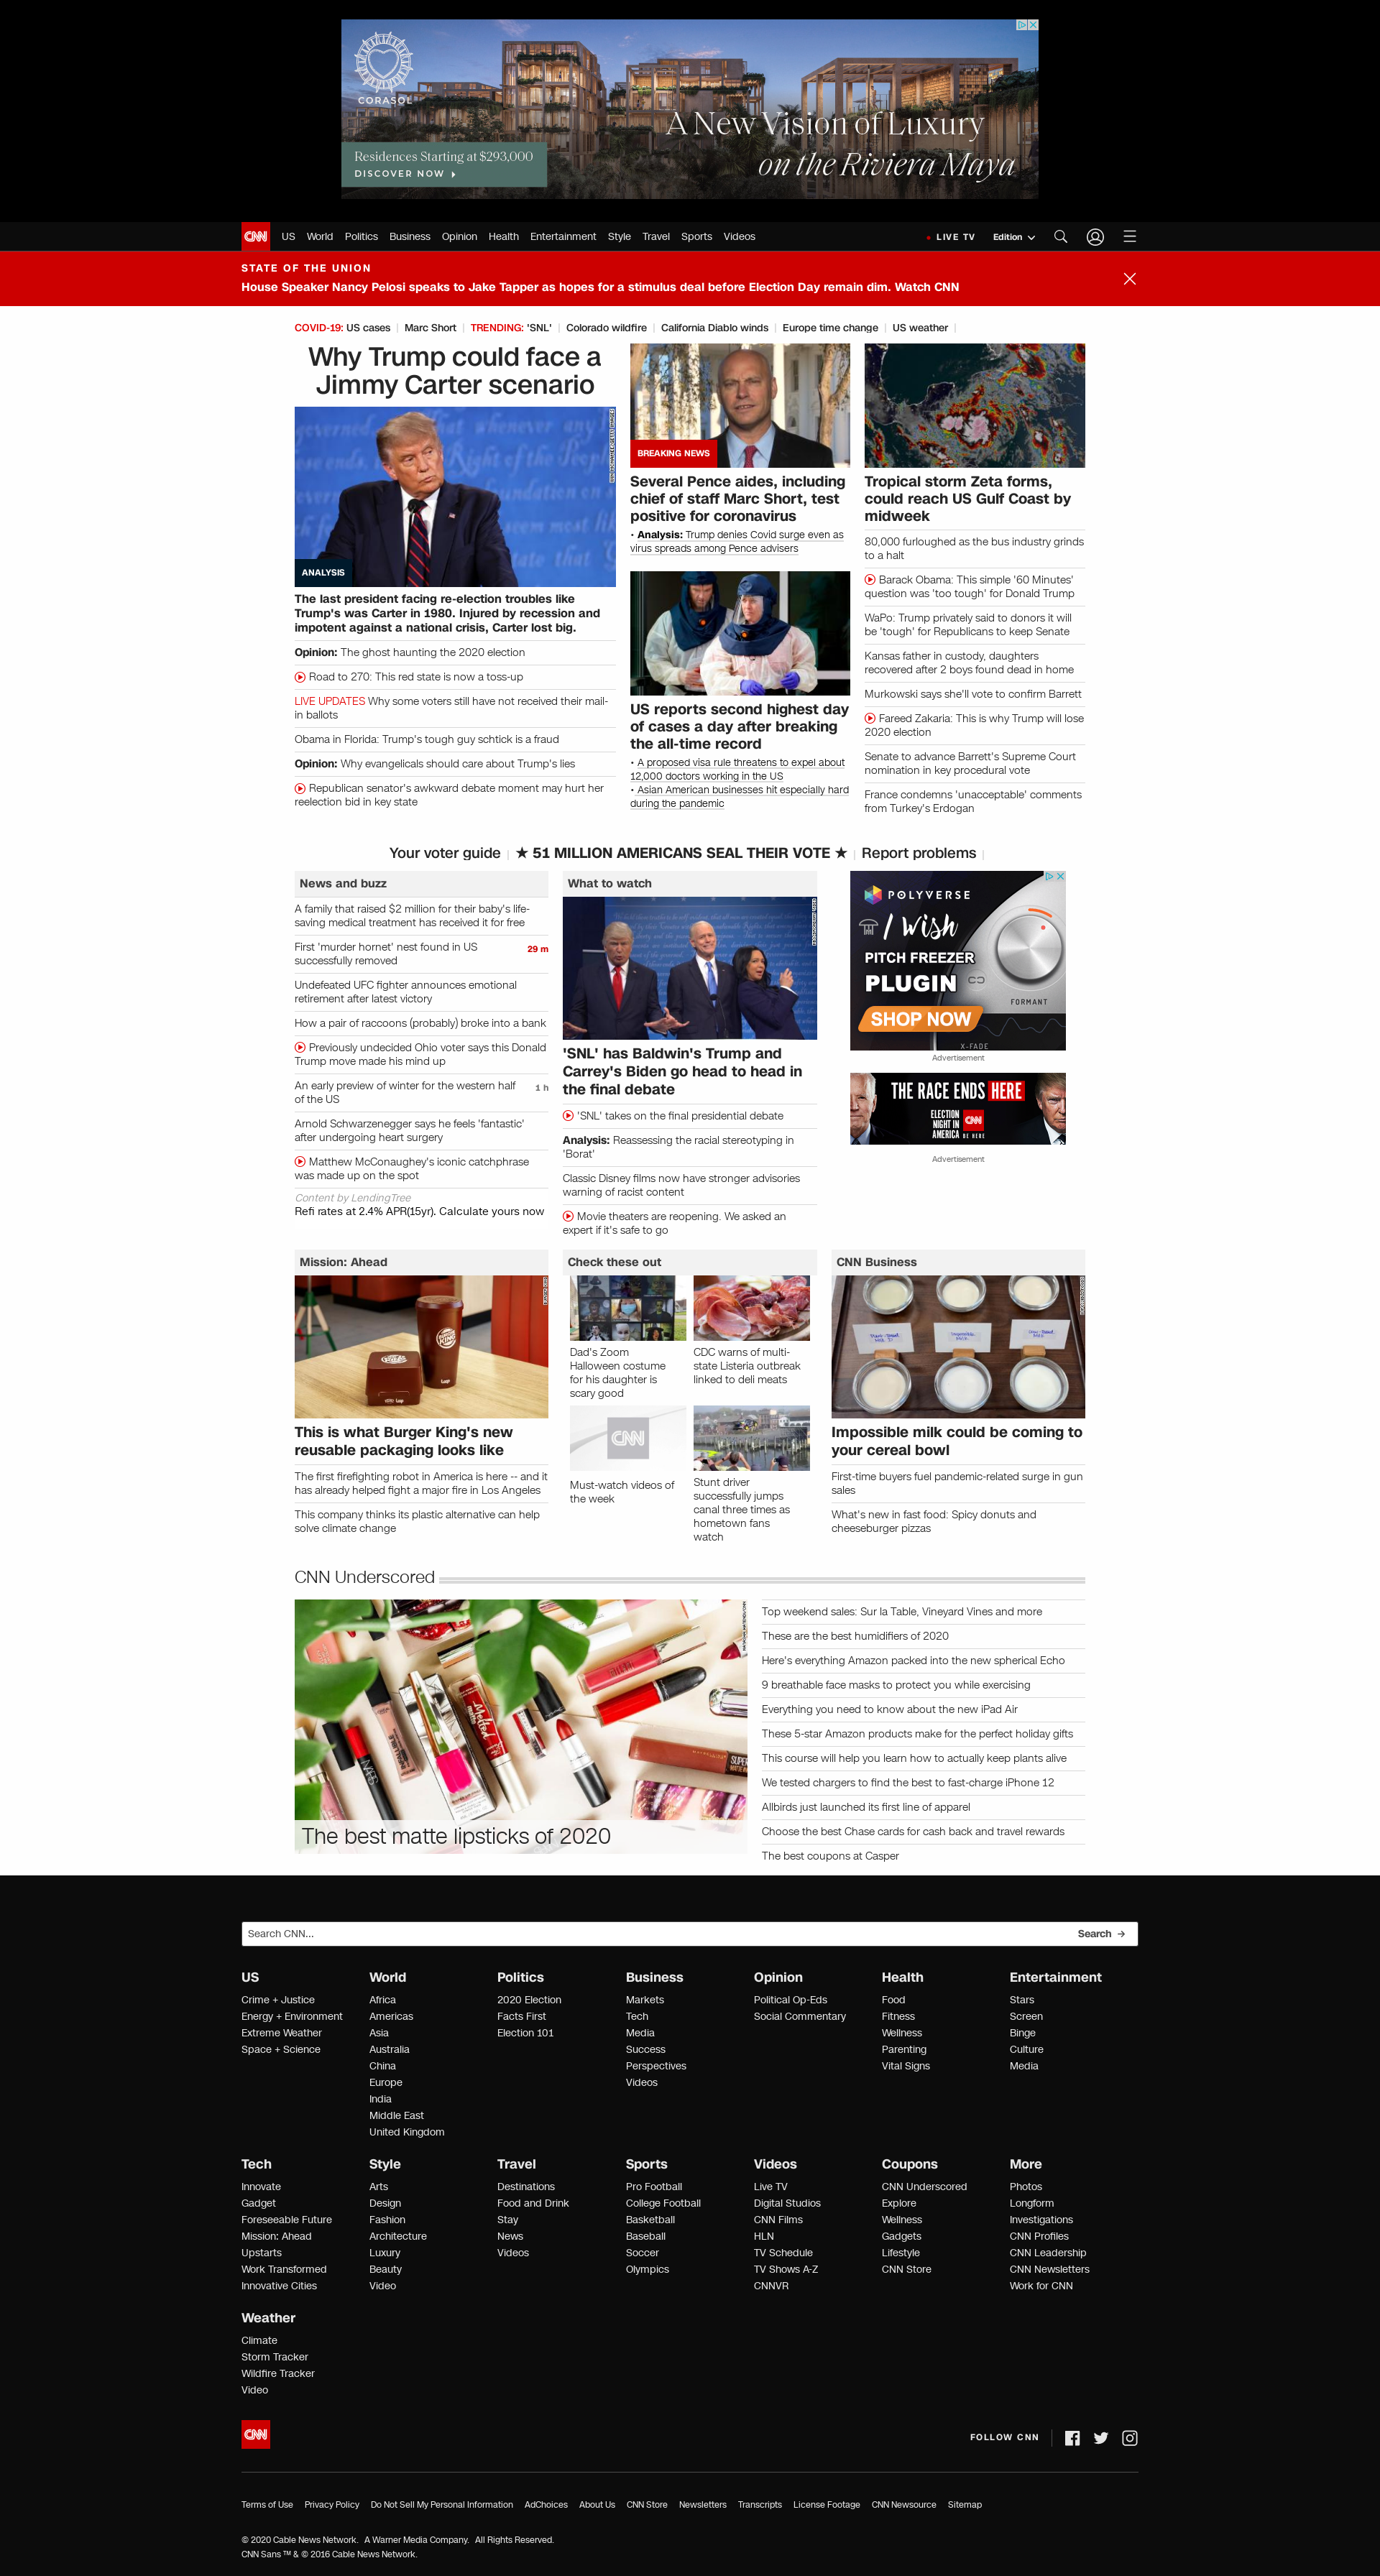 CORASOL
A New Vision of Luxury
on the Riviera Maya
Residences Starting at $293,000
DISCOVER NOW
CNN
US World Politics Business Opinion Health Entertainment Style Travel Sports Videos
LIVE TV Edition
STATE OF THE UNION
House Speaker Nancy Pelosi speaks to Jake Tapper as hopes for a stimulus deal before Election Day remain dim. Watch CNN
COVID-19: US cases | Marc Short | TRENDING: 'SNL' | Colorado wildfire | California Diablo winds | Europe time change | US weather |
Why Trump could face a
Jimmy Carter scenario
ANALYSIS
The last president facing re-election troubles like
Trump's was Carter in 1980. Injured by recession and
impotent against a national crisis, Carter lost big.
Opinion: The ghost haunting the 2020 election
Road to 270: This red state is now a toss-up
LIVE UPDATES Why some voters still have not received their mail-
in ballots
Obama in Florida: Trump's tough guy schtick is a fraud
Opinion: Why evangelicals should care about Trump's lies
Republican senator's awkward debate moment may hurt her
reelection bid in key state
BREAKING NEWS
Several Pence aides, including
chief of staff Marc Short, test
positive for coronavirus
• Analysis: Trump denies Covid surge even as
virus spreads among Pence advisers
US reports second highest day
of cases a day after breaking
the all-time record
• A proposed visa rule threatens to expel about
12,000 doctors working in the US
• Asian American businesses hit especially hard
during the pandemic
Tropical storm Zeta forms,
could reach US Gulf Coast by
midweek
80,000 furloughed as the bus industry grinds
to a halt
Barack Obama: This simple '60 Minutes'
question was 'too tough' for Donald Trump
WaPo: Trump privately said to donors it will
be 'tough' for Republicans to keep Senate
Kansas father in custody, daughters
recovered after 2 boys found dead in home
Murkowski says she'll vote to confirm Barrett
Fareed Zakaria: This is why Trump will lose
2020 election
Senate to advance Barrett's Supreme Court
nomination in key procedural vote
France condemns 'unacceptable' comments
from Turkey's Erdogan
Your voter guide | ★ 51 MILLION AMERICANS SEAL THEIR VOTE ★ | Report problems |
News and buzz
A family that raised $2 million for their baby's life-
saving medical treatment has received it for free
First 'murder hornet' nest found in US
successfully removed
29 m
Undefeated UFC fighter announces emotional
retirement after latest victory
How a pair of raccoons (probably) broke into a bank
Previously undecided Ohio voter says this Donald
Trump move made his mind up
An early preview of winter for the western half
of the US
1 h
Arnold Schwarzenegger says he feels 'fantastic'
after undergoing heart surgery
Matthew McConaughey's iconic catchphrase
was made up on the spot
Content by LendingTree
Refi rates at 2.4% APR(15yr). Calculate yours now
What to watch
'SNL' has Baldwin's Trump and
Carrey's Biden go head to head in
the final debate
'SNL' takes on the final presidential debate
Analysis: Reassessing the racial stereotyping in
'Borat'
Classic Disney films now have stronger advisories
warning of racist content
Movie theaters are reopening. We asked an
expert if it's safe to go
POLYVERSE
I Wish
PITCH FREEZER
PLUGIN
SHOP NOW
FORMANT
X-FADE
Advertisement
THE RACE ENDS HERE
ELECTION
NIGHT IN
AMERICA
CNN
BE HERE
Advertisement
Mission: Ahead
BURGER KING
Loop
This is what Burger King's new
reusable packaging looks like
The first firefighting robot in America is here -- and it
has already helped fight a major fire in Los Angeles
This company thinks its plastic alternative can help
solve climate change
Check these out
Dad's Zoom
Halloween costume
for his daughter is
scary good
CDC warns of multi-
state Listeria outbreak
linked to deli meats
CNN
Must-watch videos of
the week
Stunt driver
successfully jumps
canal three times as
hometown fans
watch
CNN Business
Impossible milk could be coming to
your cereal bowl
First-time buyers fuel pandemic-related surge in gun
sales
What's new in fast food: Spicy donuts and
cheeseburger pizzas
CNN Underscored
NARS
Melted
MAYBELLINE
SUPER
The best matte lipsticks of 2020
Top weekend sales: Sur la Table, Vineyard Vines and more
These are the best humidifiers of 2020
Here's everything Amazon packed into the new spherical Echo
9 breathable face masks to protect you while exercising
Everything you need to know about the new iPad Air
These 5-star Amazon products make for the perfect holiday gifts
This course will help you learn how to actually keep plants alive
We tested chargers to find the best to fast-charge iPhone 12
Allbirds just launched its first line of apparel
Choose the best Chase cards for cash back and travel rewards
The best coupons at Casper
Search CNN...
Search →
US
Crime + Justice
Energy + Environment
Extreme Weather
Space + Science
World
Africa
Americas
Asia
Australia
China
Europe
India
Middle East
United Kingdom
Politics
2020 Election
Facts First
Election 101
Business
Markets
Tech
Media
Success
Perspectives
Videos
Opinion
Political Op-Eds
Social Commentary
Health
Food
Fitness
Wellness
Parenting
Vital Signs
Entertainment
Stars
Screen
Binge
Culture
Media
Tech
Innovate
Gadget
Foreseeable Future
Mission: Ahead
Upstarts
Work Transformed
Innovative Cities
Style
Arts
Design
Fashion
Architecture
Luxury
Beauty
Video
Travel
Destinations
Food and Drink
Stay
News
Videos
Sports
Pro Football
College Football
Basketball
Baseball
Soccer
Olympics
Videos
Live TV
Digital Studios
CNN Films
HLN
TV Schedule
TV Shows A-Z
CNNVR
Coupons
CNN Underscored
Explore
Wellness
Gadgets
Lifestyle
CNN Store
More
Photos
Longform
Investigations
CNN Profiles
CNN Leadership
CNN Newsletters
Work for CNN
Weather
Climate
Storm Tracker
Wildfire Tracker
Video
CNN
FOLLOW CNN
Terms of Use Privacy Policy Do Not Sell My Personal Information AdChoices About Us CNN Store Newsletters Transcripts License Footage CNN Newsource Sitemap
© 2020 Cable News Network. A Warner Media Company. All Rights Reserved.
CNN Sans ™ & © 2016 Cable News Network.